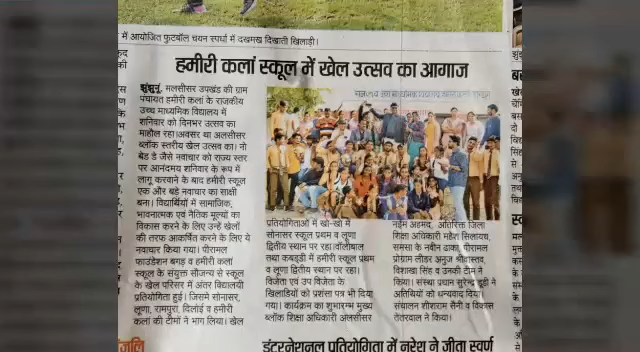 में आयोजित फुटबॉल चयन स्पर्धा में दमखम दिखाती खिलाड़ी।
हमीरी कलां स्कूल में खेल उत्सव का आगाज
झुंझुनूं, मलसीसर उपखंड की ग्राम
पंचायत हमीरी कलां के राजकीय
उच्च माध्यमिक विद्यालय में
शनिवार को दिनभर उत्सव का
माहौल रहा।अवसर था अलसीसर
ब्लॉक स्तरीय खेल उत्सव का। नो
बैग डे जैसे नवाचार को राज्य स्तर
पर आनंदमय शनिवार के रूप में
लागू करवाने के बाद हमीरी स्कूल
एक और बड़े नवाचार का साक्षी
बना। विद्यार्थियों में सामाजिक,
भावनात्मक एवं नैतिक मूल्यों का
विकास करने के लिए उन्हें खेलों
की तरफ आकर्षित करने के लिए ये
नवाचार किया गया। पीरामल
फाउंडेशन बगड़ व हमीरी कलां
स्कूल के संयुक्त सौजन्य से स्कूल
के खेल परिसर में अंतर विद्यालयी
प्रतियोगिता हुई। जिसमे सोनासर,
लूणा, रामपुरा, दिलोई व हमीरी
कलां की टीमों ने भाग लिया। खेल
प्रतियोगिताओं में खो-खो में
सोनासर स्कूल प्रथम व लूणा
द्वितीय स्थान पर रहा।वॉलीबाल
तथा कबड्डी में हमीरी स्कूल प्रथम
व लूणा द्वितीय स्थान पर रहा।
विजेता एवं उप विजेता के
खिलाडियों को प्रशंसा पत्र भी दिया
गया। कार्यक्रम का शुभारम्भ मुख्य
ब्लॉक शिक्षा अधिकारी अलसीसर
नईम अहमद, अतिरिक्त जिला
शिक्षा अधिकारी महेश सिलायच,
समसा के नवीन ढाका, पीरामल
प्रोग्राम लीडर अनुज श्रीवास्तव,
विशाखा सिंह व उनकी टीम ने
किया। संस्था प्रधान सुरेन्द्र डूडी ने
अतिथियों को धन्यवाद दिया।
संचालन शीशराम सैनी व विकास
तेतरवाल ने किया।
इंटरनेशनल प्रतियोगिता में नरेश ने जीता स्वर्ण